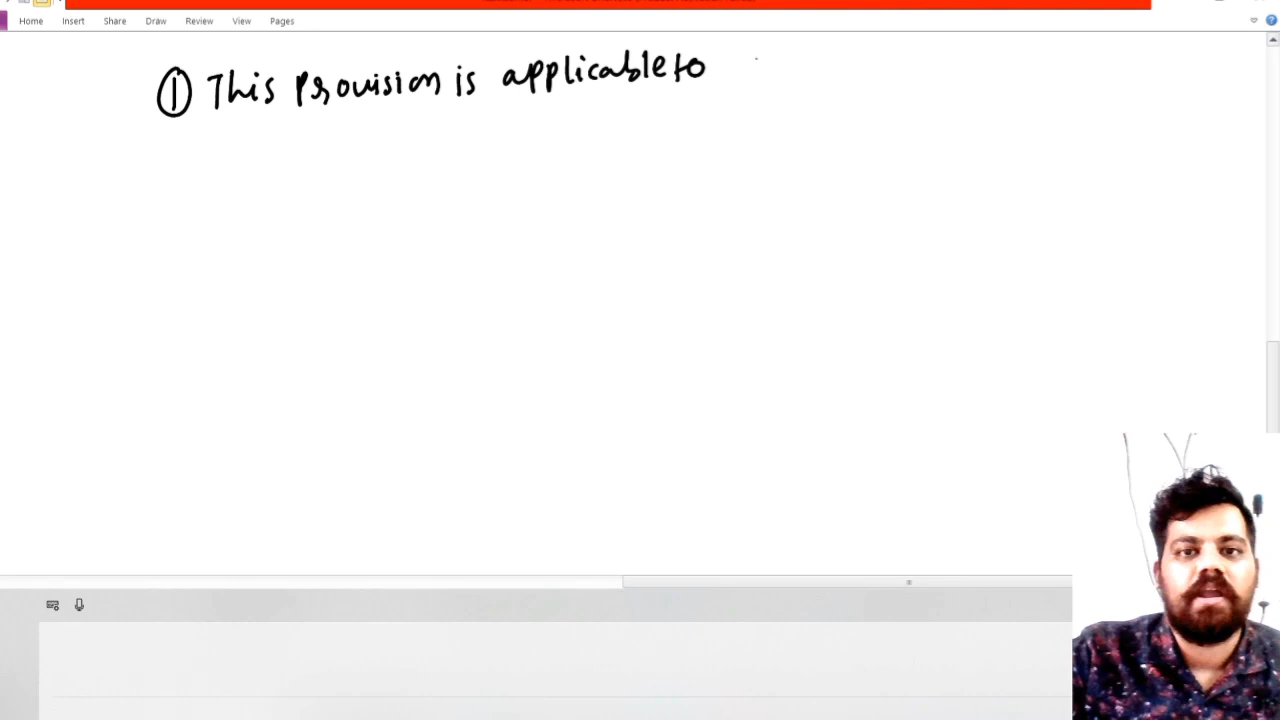 Home Insert Share Draw Review View Pages
① This provision is applicable to